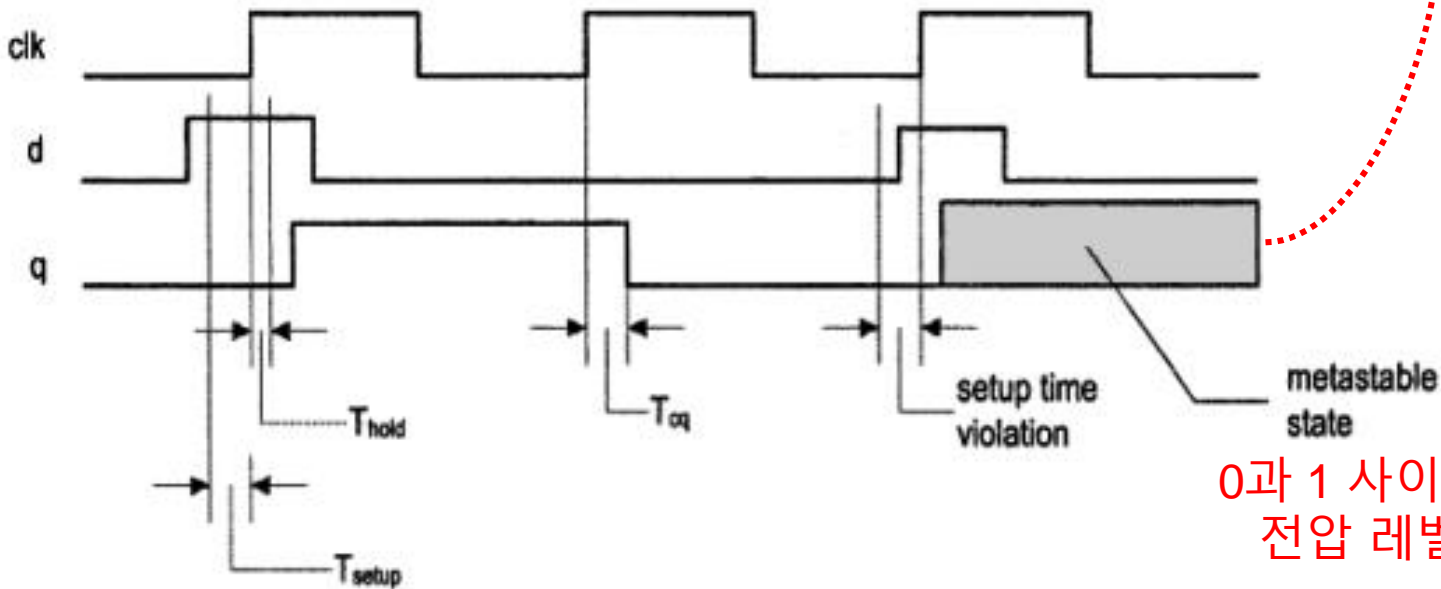 clk
d
q
T_hold
T_cq
setup time
violation
metastable
state
T_setup
0과 1 사이
전압 레벨